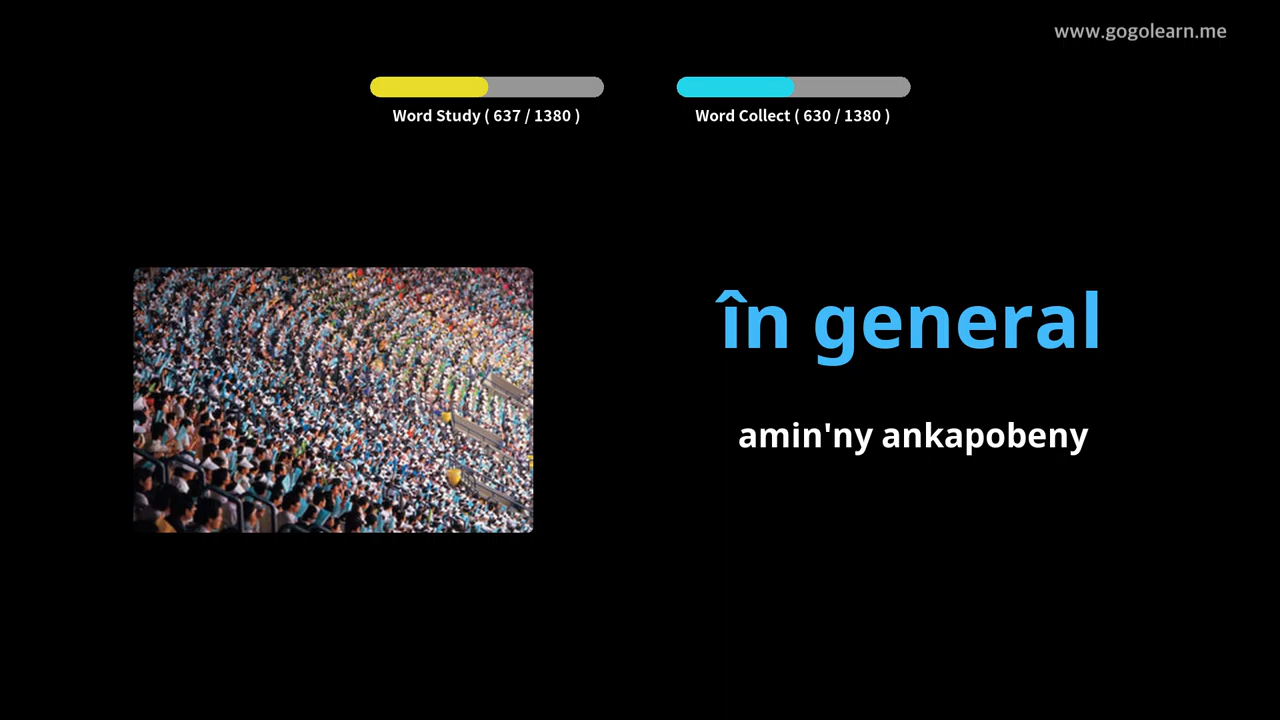 www.gogolearn.me
Word Study ( 637 / 1380 )
Word Collect ( 630 / 1380 )
în general
amin'ny ankapobeny